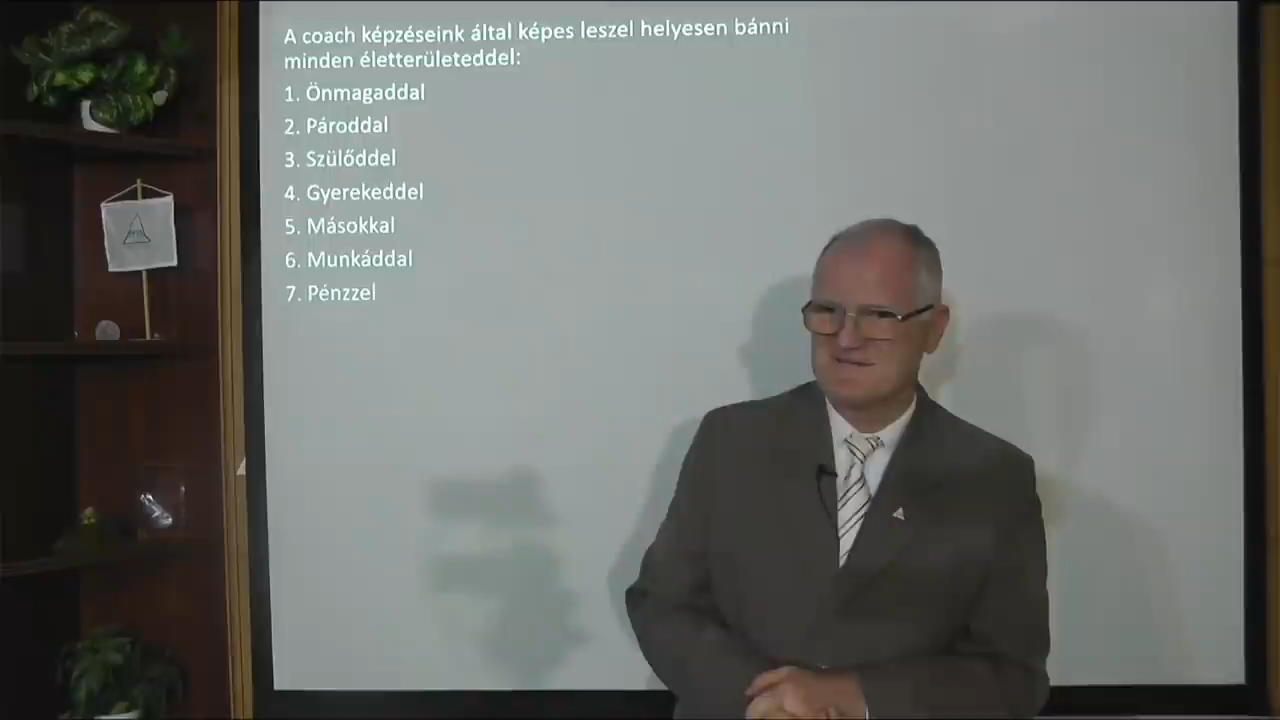 A coach képzéseink által képes leszel helyesen bánni
minden életterületeddel:
1. Önmagaddal
2. Pároddal
3. Szülőddel
4. Gyerekeddel
5. Másokkal
6. Munkáddal
7. Pénzzel